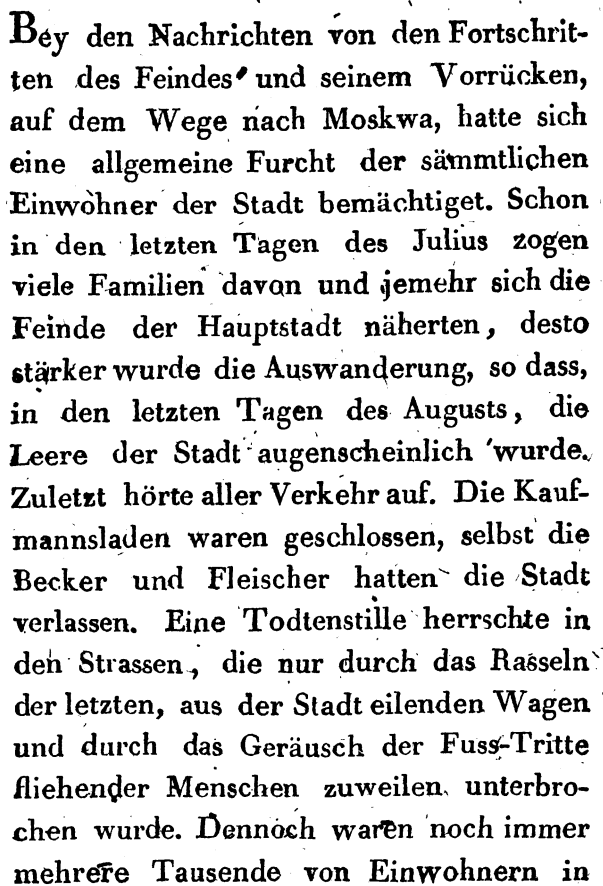 Bey den Nachrichten von den Fortschrit-
ten des Feindes und seinem Vorrücken,
auf dem Wege nach Moskwa, hatte sich
eine allgemeine Furcht der sämmtlichen
Einwohner der Stadt bemächtiget. Schon
in den letzten Tagen des Julius zogen
viele Familien davon und jemehr sich die
Feinde der Hauptstadt näherten, desto
stärker wurde die Auswanderung, so dass,
in den letzten Tagen des Augusts, die
Leere der Stadt augenscheinlich wurde.
Zuletzt hörte aller Verkehr auf. Die Kauf-
mannsladen waren geschlossen, selbst die
Becker und Fleischer hatten die Stadt
verlassen. Eine Todtenstille herrschte in
den Strassen, die nur durch das Rasseln
der letzten, aus der Stadt eilenden Wagen
und durch das Geräusch der Fuss-Tritte
fliehender Menschen zuweilen unterbro-
chen wurde. Dennoch waren noch immer
mehrere Tausende von Einwohnern in